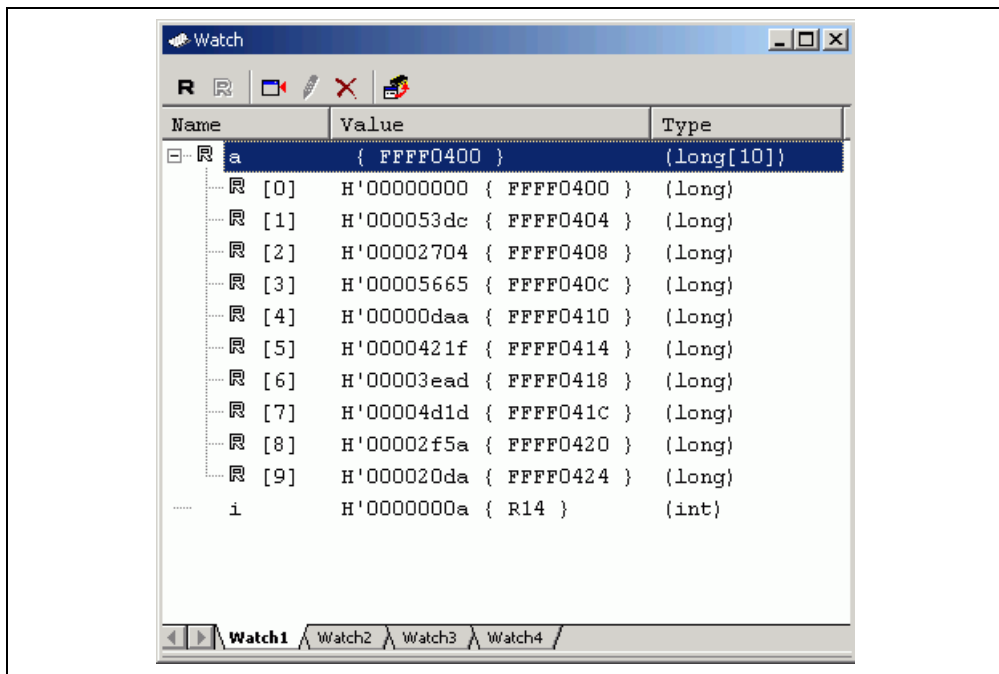 Watch
R R
Name Value Type
R a { FFFF0400 } (long[10])
R [0] H'00000000 { FFFF0400 } (long)
R [1] H'000053dc { FFFF0404 } (long)
R [2] H'00002704 { FFFF0408 } (long)
R [3] H'00005665 { FFFF040C } (long)
R [4] H'00000daa { FFFF0410 } (long)
R [5] H'0000421f { FFFF0414 } (long)
R [6] H'00003ead { FFFF0418 } (long)
R [7] H'00004d1d { FFFF041C } (long)
R [8] H'00002f5a { FFFF0420 } (long)
R [9] H'000020da { FFFF0424 } (long)
i H'0000000a { R14 } (int)
Watch1 Watch2 Watch3 Watch4